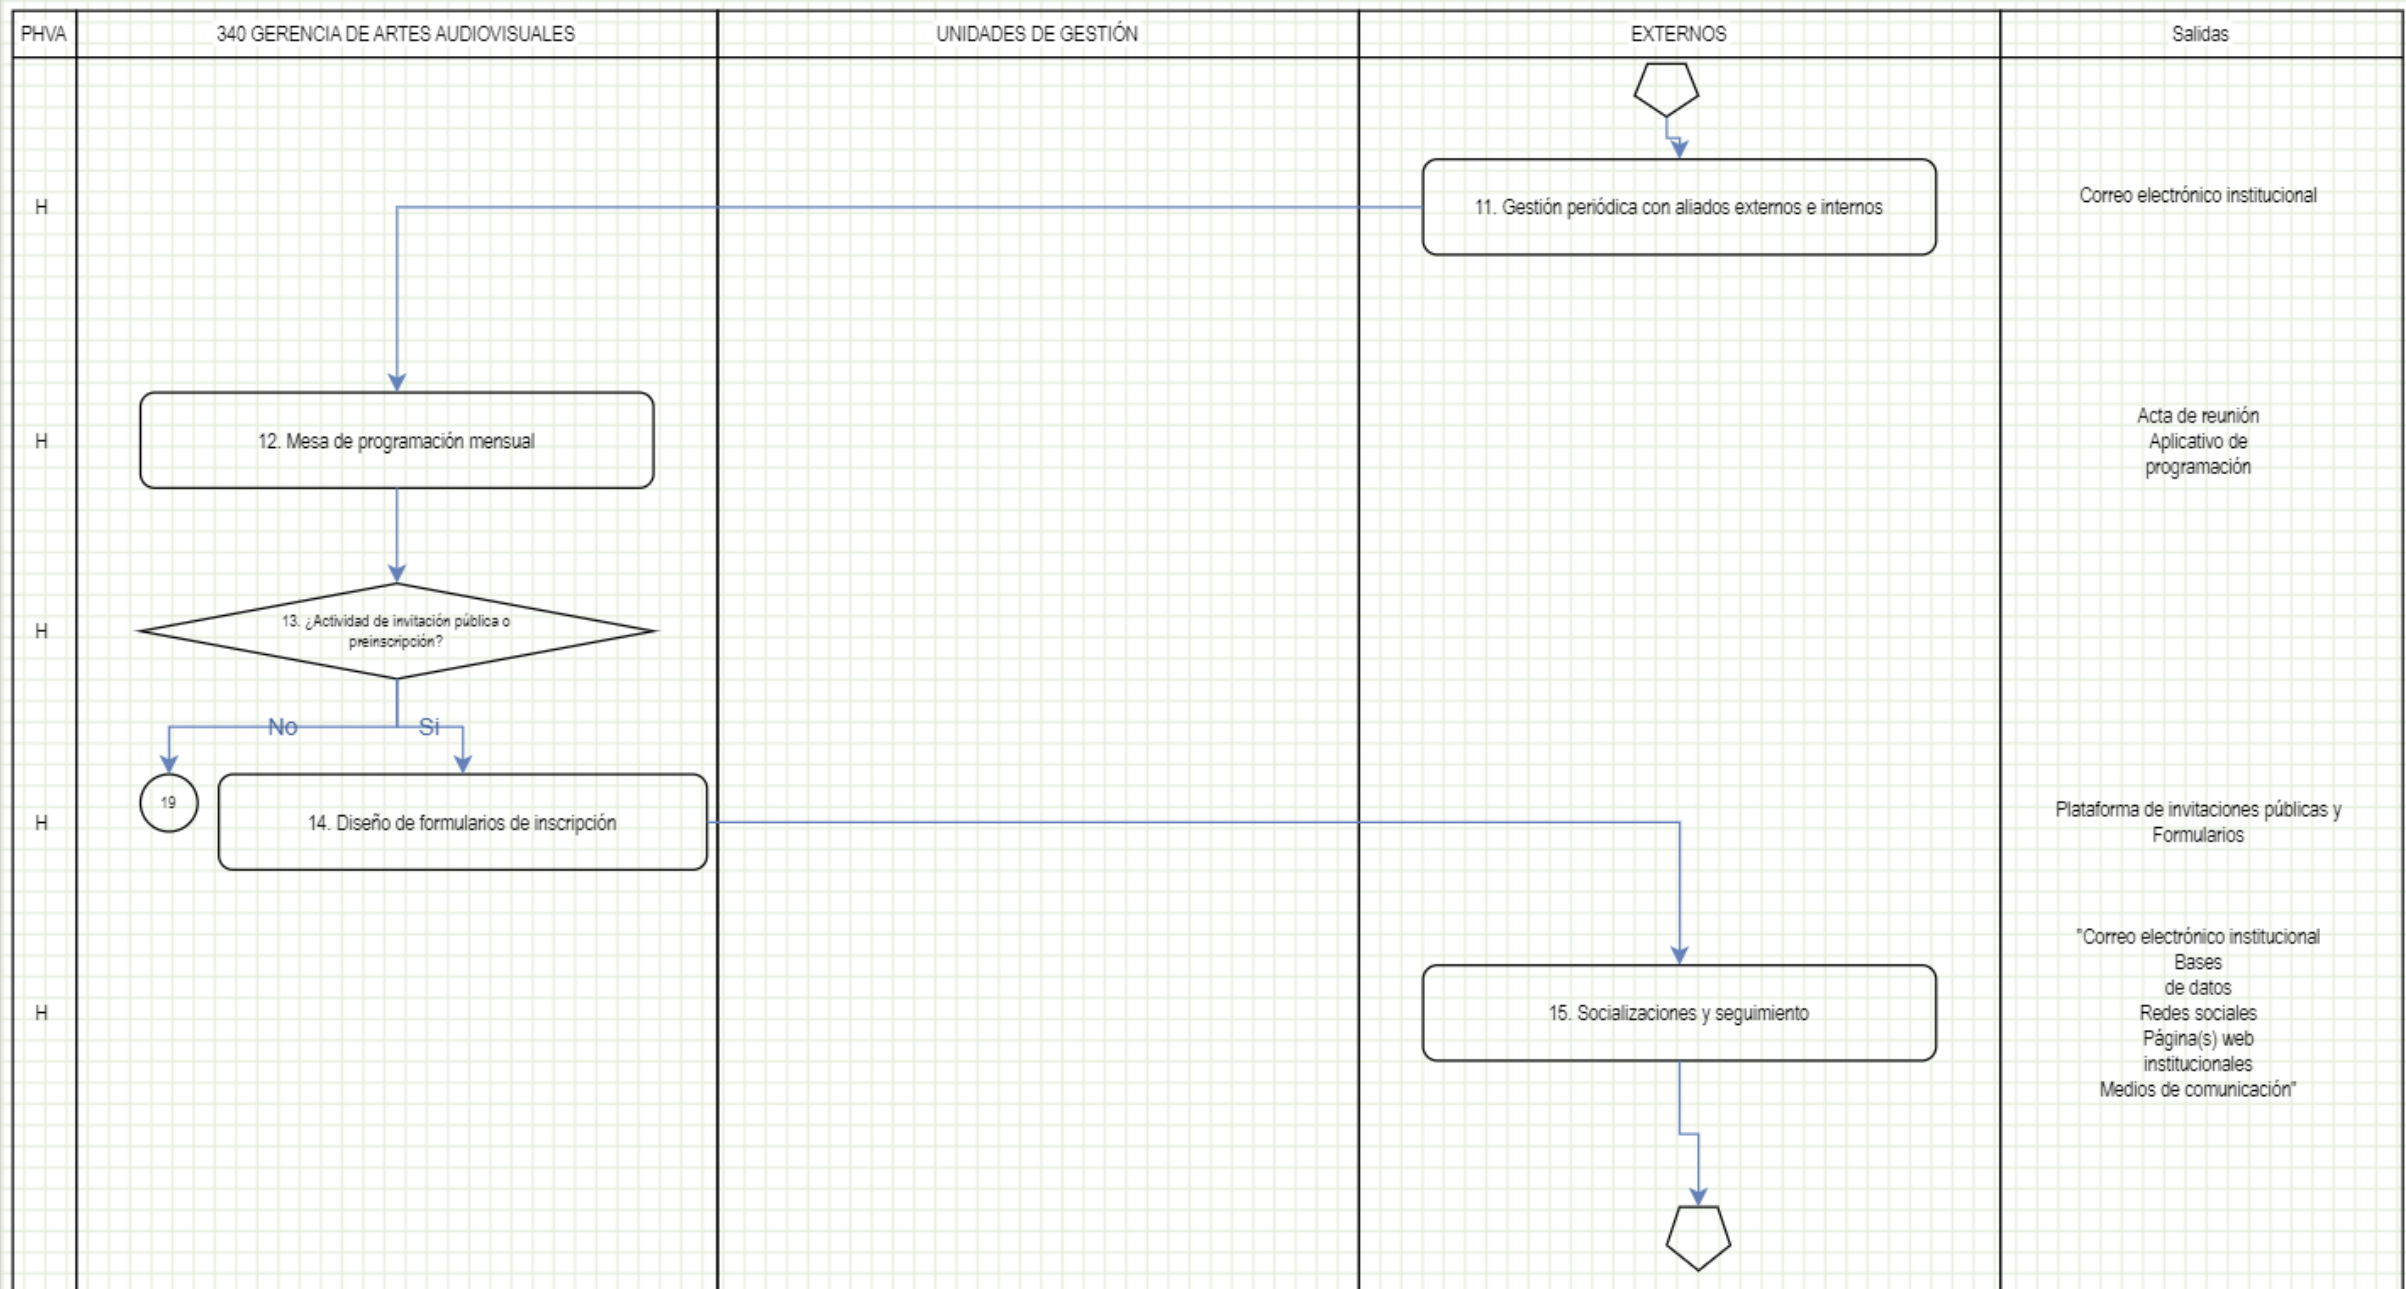 PHVA
340 GERENCIA DE ARTES AUDIOVISUALES
UNIDADES DE GESTIÓN
EXTERNOS
Salidas
H
11. Gestión periódica con aliados externos e internos
Correo electrónico institucional
H
12. Mesa de programación mensual
Acta de reunión
Aplicativo de
programación
H
13. ¿Actividad de invitación pública o
preinscripción?
No
Si
H
19
14. Diseño de formularios de inscripción
Plataforma de invitaciones públicas y
Formularios
H
15. Socializaciones y seguimiento
"Correo electrónico institucional
Bases
de datos
Redes sociales
Página(s) web
institucionales
Medios de comunicación"